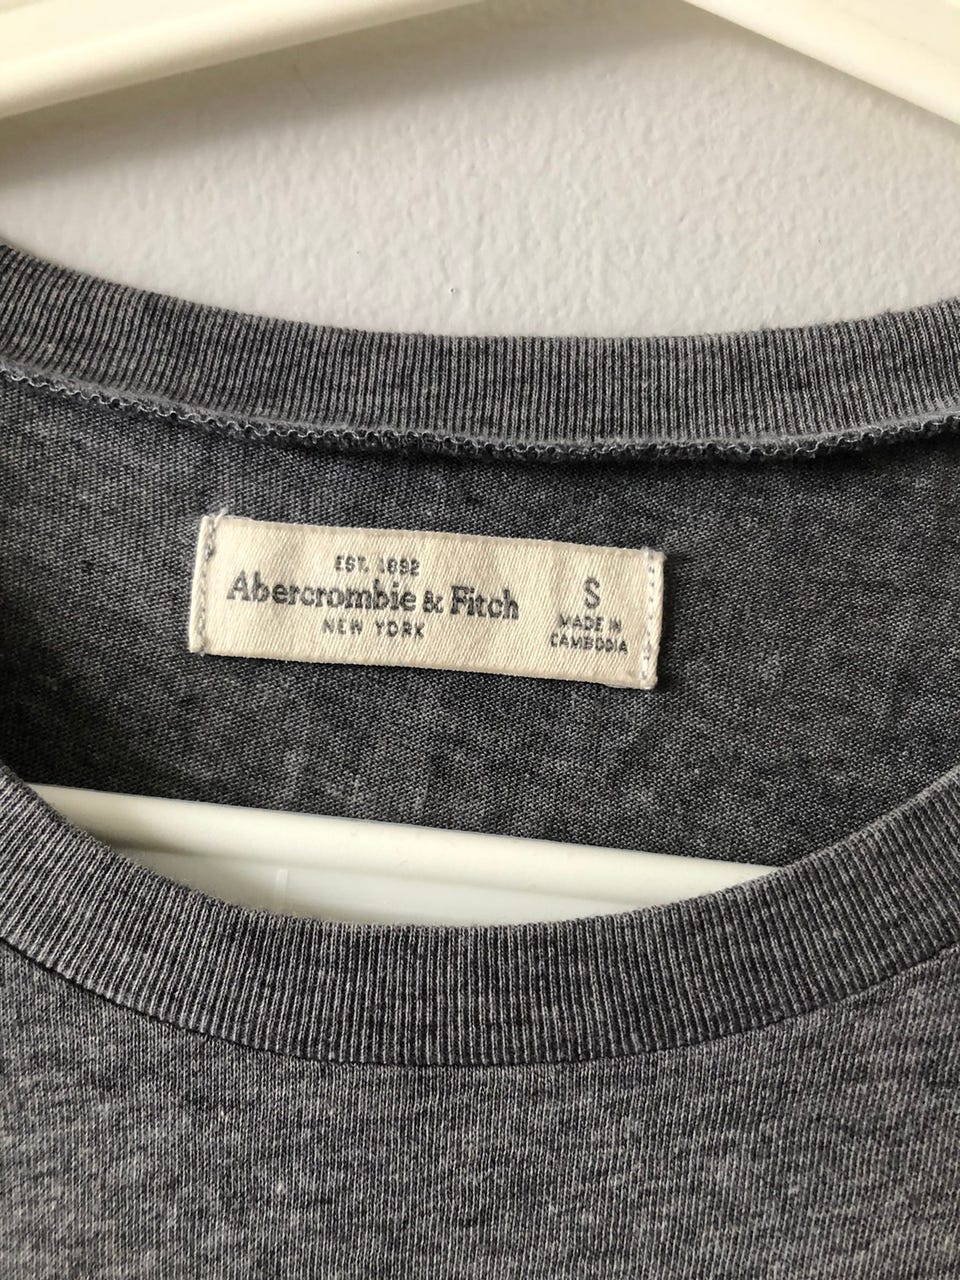 EST. 1892
Abercrombie & Fitch
NEW YORK
S
MADE IN
CAMBODIA